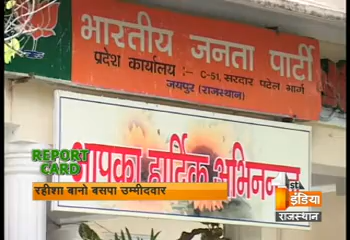 भारतीय जनता पार्टी
प्रदेश कार्यालय :- C-51, सरदार पटेल मार्ग
जयपुर (राजस्थान)
आपका हार्दिक अभिनन्दन
REPORT
CARD
रहीशा बानो बसपा उम्मीदवार
इंडिया
राजस्थान